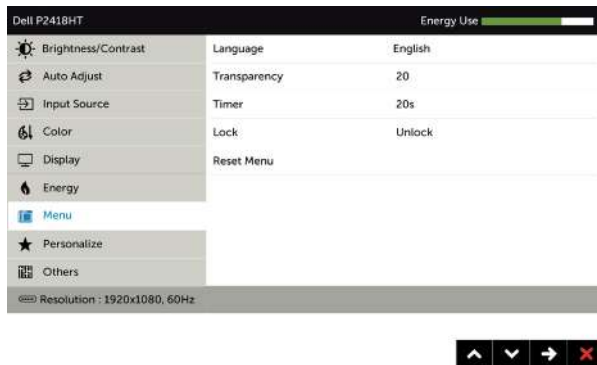 Dell P2418HT Energy Use
Brightness/Contrast Language English
Auto Adjust Transparency 20
Input Source Timer 20s
Color Lock Unlock
Display Reset Menu
Energy
Menu
Personalize
Others
Resolution : 1920x1080, 60Hz